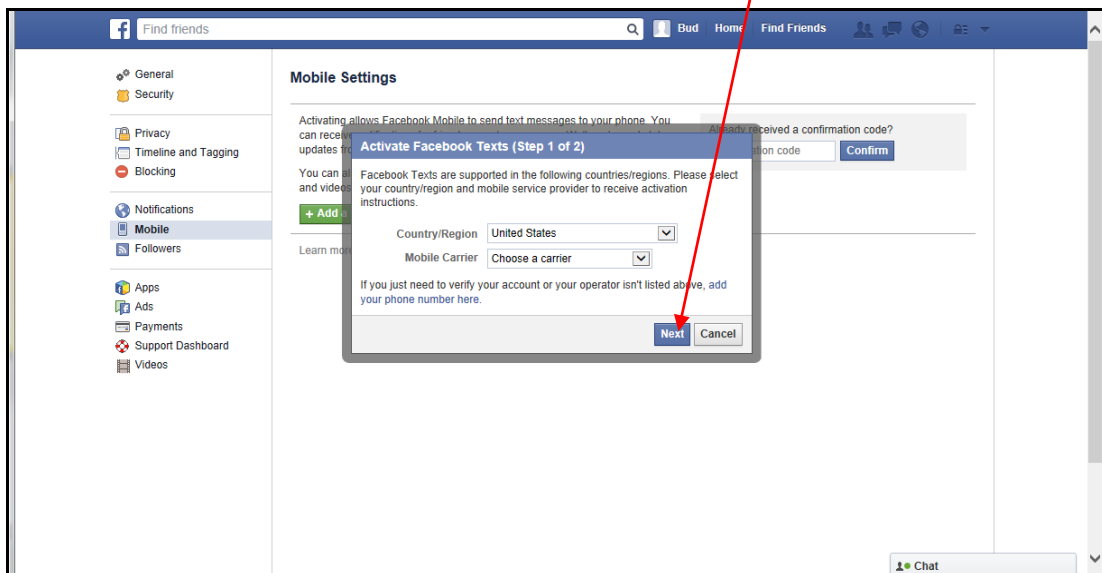 f Find friends Bud Home Find Friends
General
Security
Privacy
Timeline and Tagging
Blocking
Notifications
Mobile
Followers
Apps
Ads
Payments
Support Dashboard
Videos
Mobile Settings
Activating allows Facebook Mobile to send text messages to your phone. You
can receive
updates
You can
and videos
+ Add a
Learn more
Already received a confirmation code?
code Confirm
Activate Facebook Texts (Step 1 of 2)
Facebook Texts are supported in the following countries/regions. Please select
your country/region and mobile service provider to receive activation
instructions.
Country/Region United States
Mobile Carrier Choose a carrier
If you just need to verify your account or your operator isn't listed above, add
your phone number here.
Next Cancel
Chat